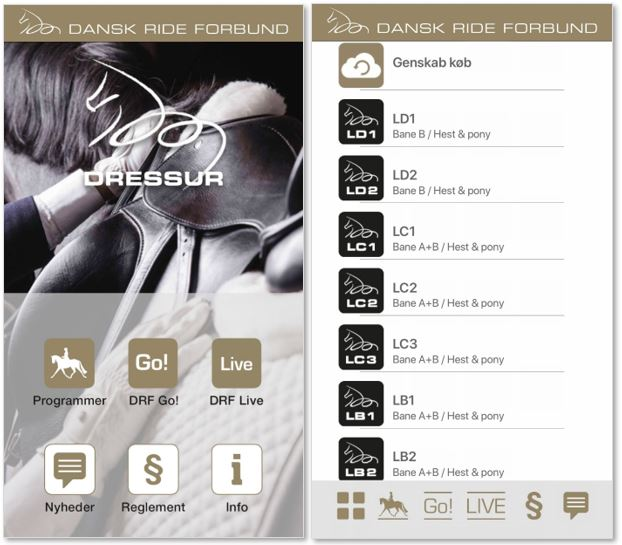 DANSK RIDE FORBUND
DRESSUR
Go!
Live
Programmer
DRF Go!
DRF Live
§
i
Nyheder
Reglement
Info
DANSK RIDE FORBUND
Genskab køb
LD1
LD1
Bane B / Hest & pony
LD2
LD2
Bane B / Hest & pony
LC1
LC1
Bane A+B / Hest & pony
LC2
LC2
Bane A+B / Hest & pony
LC3
LC3
Bane A+B / Hest & pony
LB1
LB1
Bane A+B / Hest & pony
LB2
LB2
Bane A+B / Hest & pony
Go!
LIVE
§